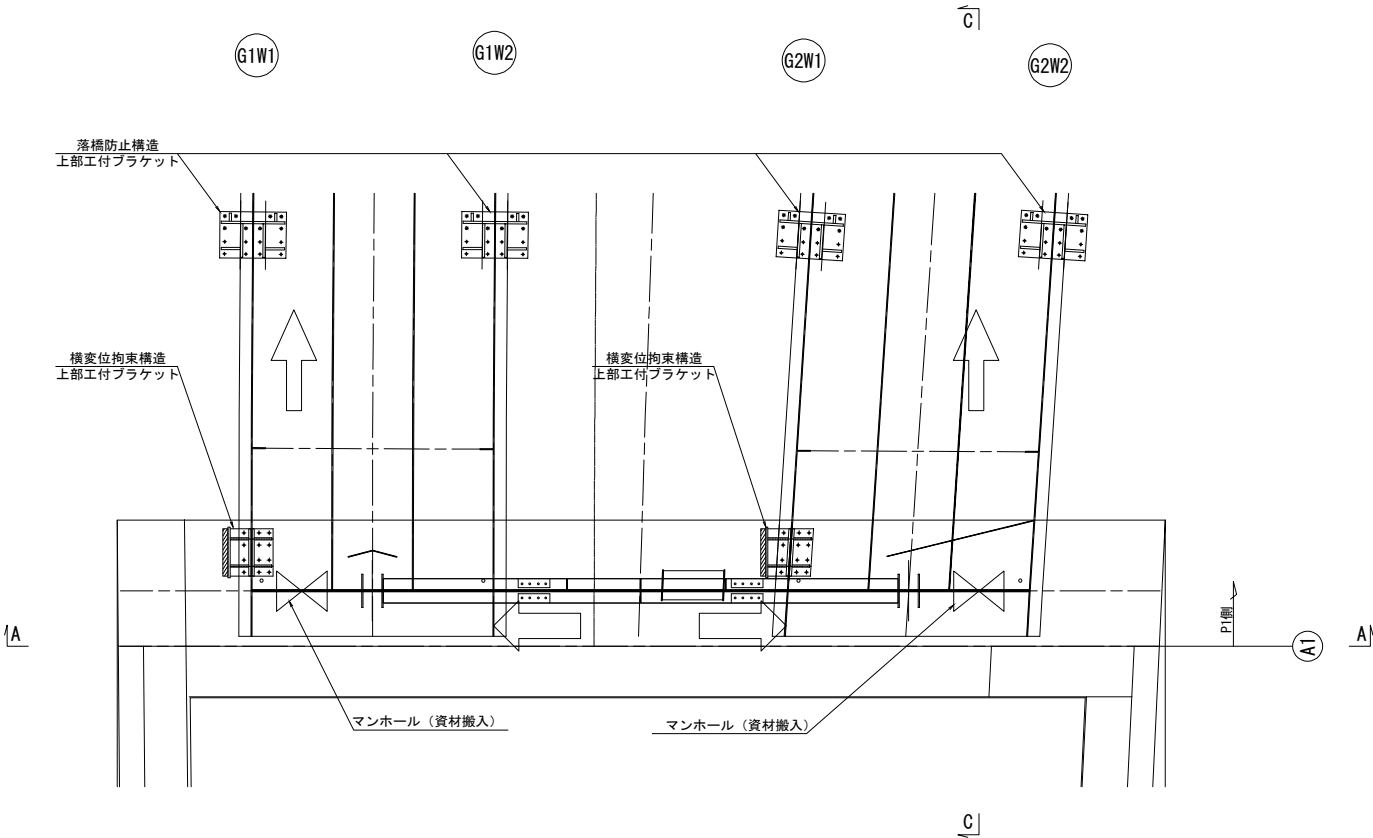 C
G1W1
G1W2
G2W1
G2W2
落橋防止構造
上部工付ブラケット
横変位拘束構造
上部工付ブラケット
横変位拘束構造
上部工付ブラケット
P1側
A
A1
A
マンホール（資材搬入）
マンホール（資材搬入）
C